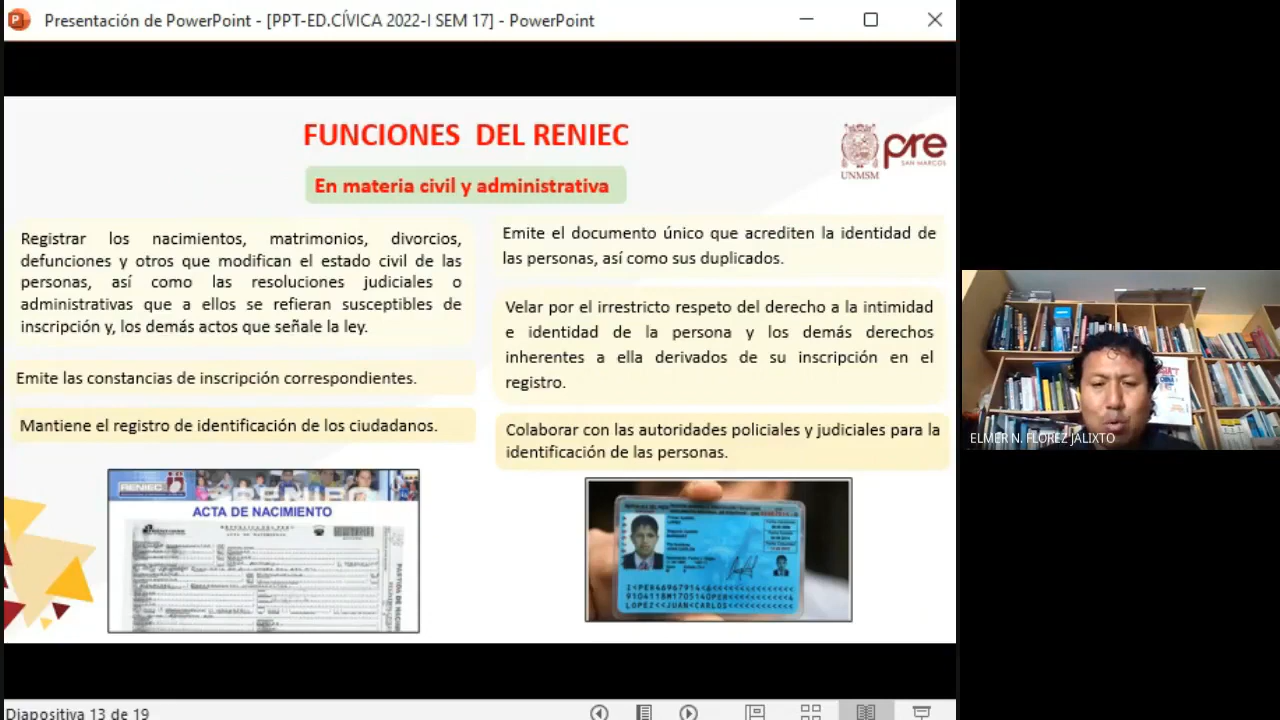 Presentación de PowerPoint - [PPT-ED.CÍVICA 2022-I SEM 17] - PowerPoint
FUNCIONES DEL RENIEC
En materia civil y administrativa
UNMSM
pre
SAN MARCOS
Registrar los nacimientos, matrimonios, divorcios,
defunciones y otros que modifican el estado civil de las
personas, así como las resoluciones judiciales o
administrativas que a ellos se refieran susceptibles de
inscripción y, los demás actos que señale la ley.
Emite las constancias de inscripción correspondientes.
Mantiene el registro de identificación de los ciudadanos.
Emite el documento único que acrediten la identidad de
las personas, así como sus duplicados.
Velar por el irrestricto respeto del derecho a la intimidad
e identidad de la persona y los demás derechos
inherentes a ella derivados de su inscripción en el
registro.
Colaborar con las autoridades policiales y judiciales para la
identificación de las personas.
RENIEC
RENIEC
ACTA DE NACIMIENTO
LOPEZ<<JUAN<CARLOS<<<<<<<<<<
ELMER N. FLOREZ JALIXTO
Diapositiva 13 de 19